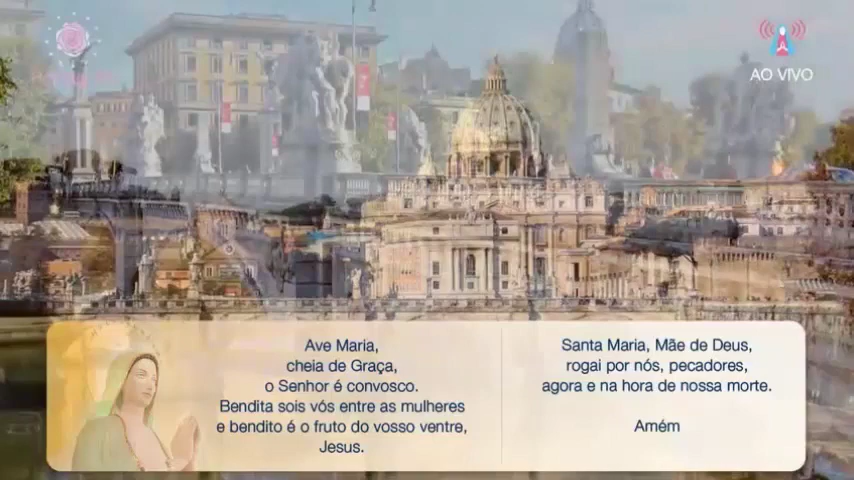 AO VIVO
Ave Maria,
cheia de Graça,
o Senhor é convosco.
Bendita sois vós entre as mulheres
e bendito é o fruto do vosso ventre,
Jesus.
Santa Maria, Mãe de Deus,
rogai por nós, pecadores,
agora e na hora de nossa morte.
Amém